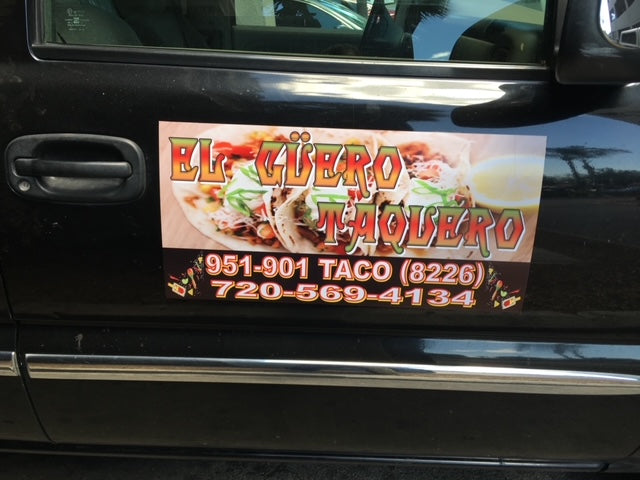 EL GÜERO
TAQUERO
951-901 TACO (8226)
720-569-4134